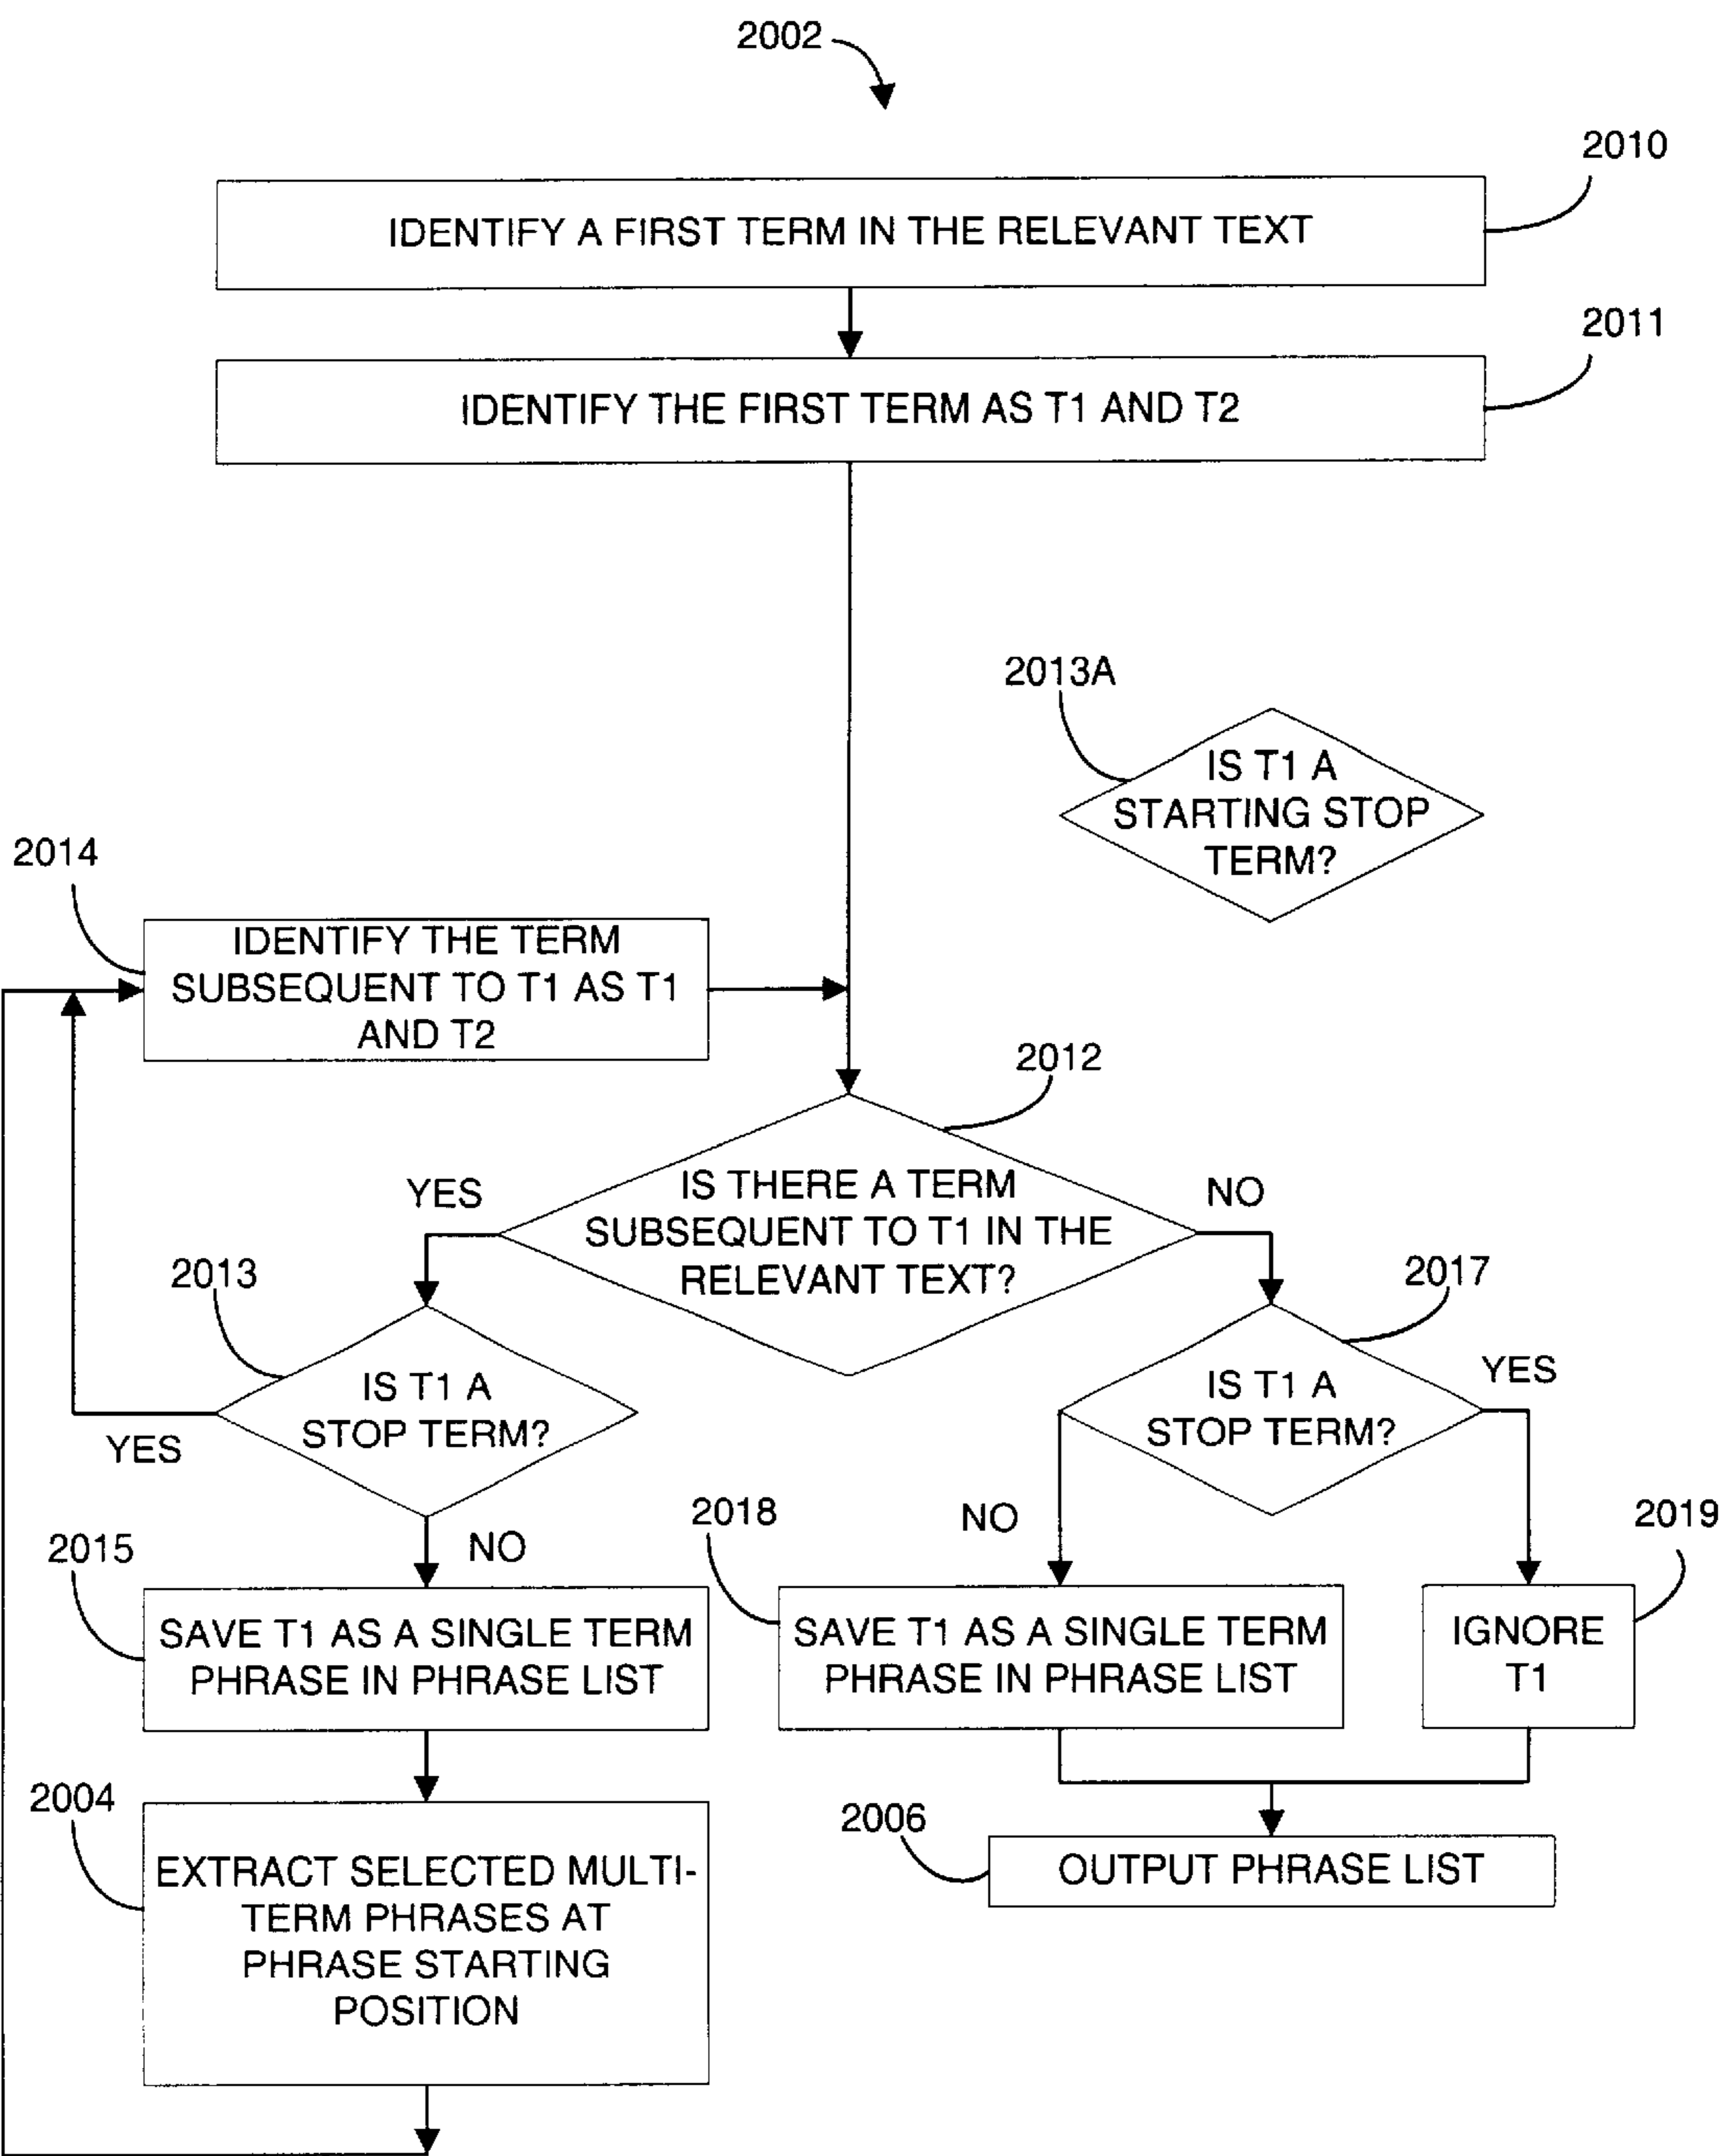 2002
2010
IDENTIFY A FIRST TERM IN THE RELEVANT TEXT
2011
IDENTIFY THE FIRST TERM AS T1 AND T2
2013A
IS T1 A
STARTING STOP
TERM?
2014
IDENTIFY THE TERM
SUBSEQUENT TO T1 AS T1
AND T2
2012
IS THERE A TERM
SUBSEQUENT TO T1 IN THE
RELEVANT TEXT?
YES
NO
2013
IS T1 A
STOP TERM?
YES
NO
2017
IS T1 A
STOP TERM?
YES
NO
2015
SAVE T1 AS A SINGLE TERM
PHRASE IN PHRASE LIST
2018
SAVE T1 AS A SINGLE TERM
PHRASE IN PHRASE LIST
2019
IGNORE
T1
2004
EXTRACT SELECTED MULTI-
TERM PHRASES AT
PHRASE STARTING
POSITION
2006
OUTPUT PHRASE LIST